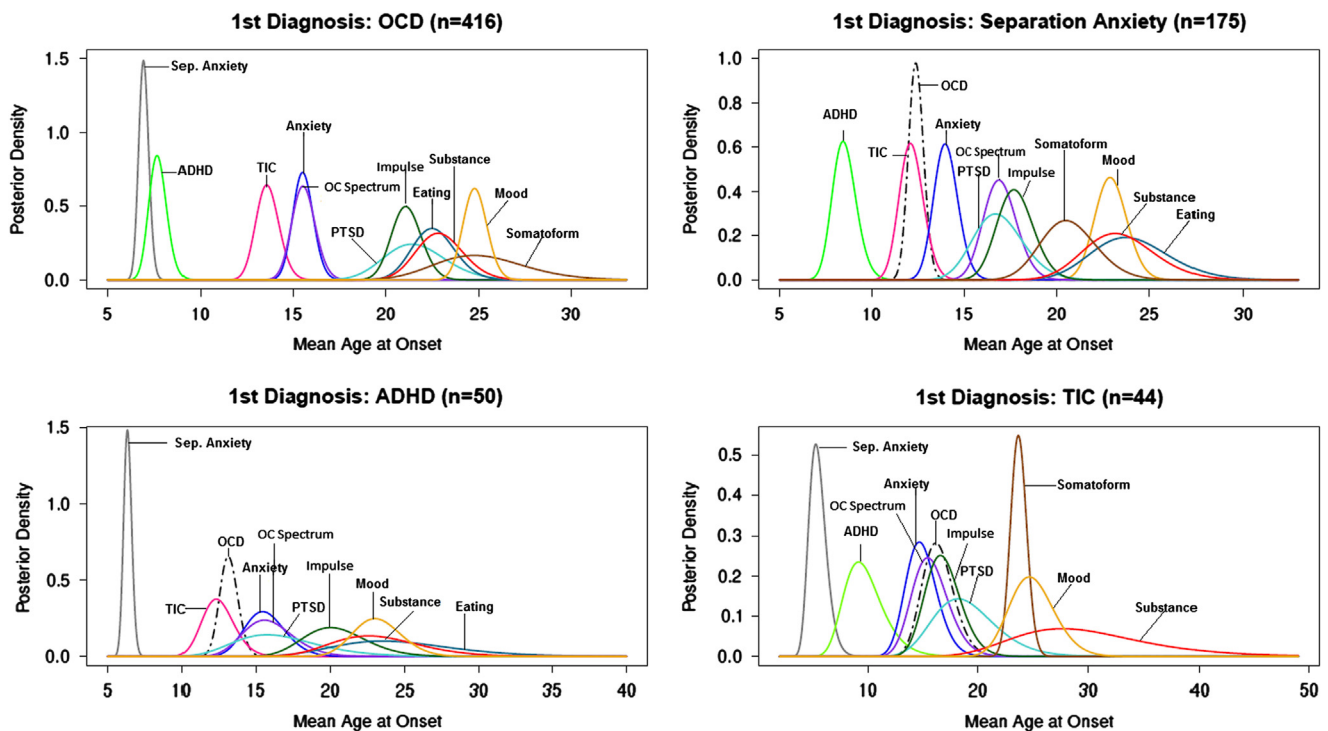 1st Diagnosis: OCD (n=416)
Posterior Density
1.5
1.0
0.5
0.0
Sep. Anxiety
ADHD
TIC
Anxiety
OC Spectrum
PTSD
Impulse
Substance
Eating
Mood
Somatoform
5 10 15 20 25 30
Mean Age at Onset
1st Diagnosis: Separation Anxiety (n=175)
Posterior Density
1.0
0.8
0.6
0.4
0.2
0.0
ADHD
TIC
OCD
Anxiety
OC Spectrum
PTSD
Impulse
Somatoform
Mood
Substance
Eating
5 10 15 20 25 30
Mean Age at Onset
1st Diagnosis: ADHD (n=50)
Posterior Density
1.5
1.0
0.5
0.0
Sep. Anxiety
TIC
OCD
OC Spectrum
Anxiety
PTSD
Impulse
Mood
Substance
Eating
5 10 15 20 25 30 35 40
Mean Age at Onset
1st Diagnosis: TIC (n=44)
Posterior Density
0.5
0.4
0.3
0.2
0.1
0.0
Sep. Anxiety
ADHD
OC Spectrum
Anxiety
OCD
Impulse
PTSD
Somatoform
Mood
Substance
10 20 30 40 50
Mean Age at Onset